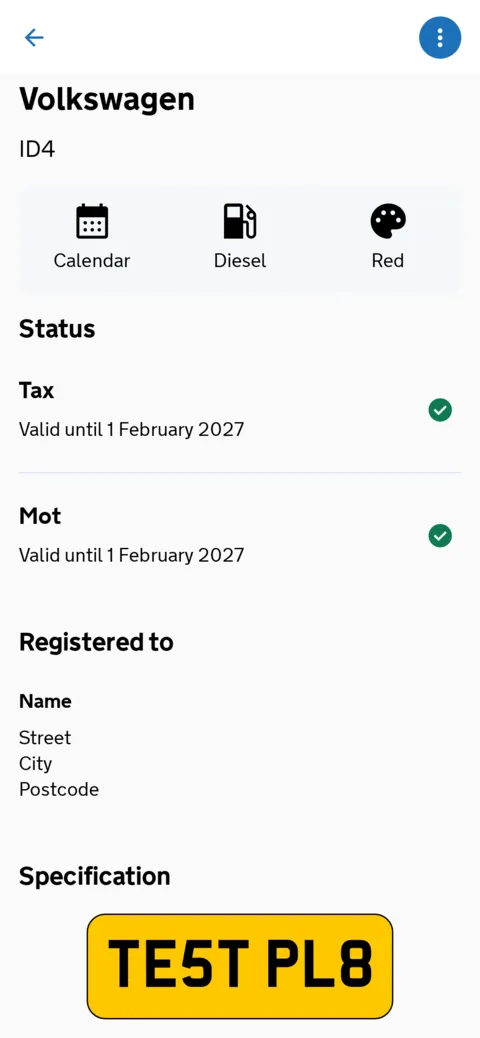 Volkswagen
ID4
Calendar Diesel Red
Status
Tax
Valid until 1 February 2027
Mot
Valid until 1 February 2027
Registered to
Name
Street
City
Postcode
Specification
TE5T PL8